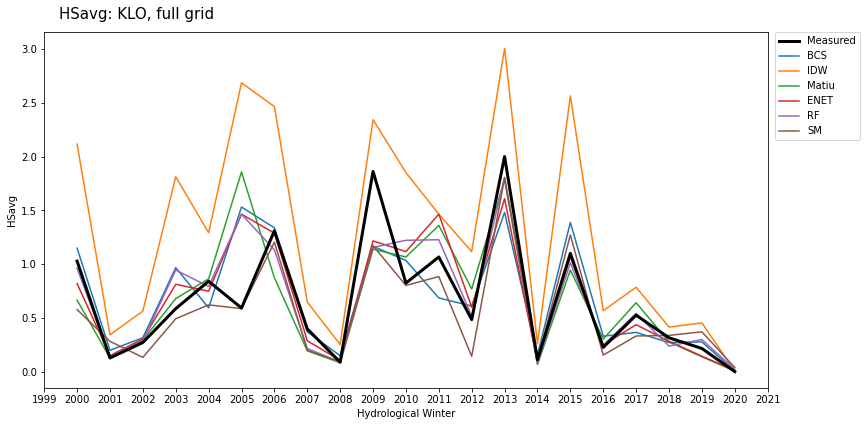 HSavg: KLO, full grid
3.0
2.5
2.0
1.5
1.0
0.5
0.0
HSavg
1999 2000 2001 2002 2003 2004 2005 2006 2007 2008 2009 2010 2011 2012 2013 2014 2015 2016 2017 2018 2019 2020 2021
Hydrological Winter
Measured
BCS
IDW
Matiu
ENET
RF
SM